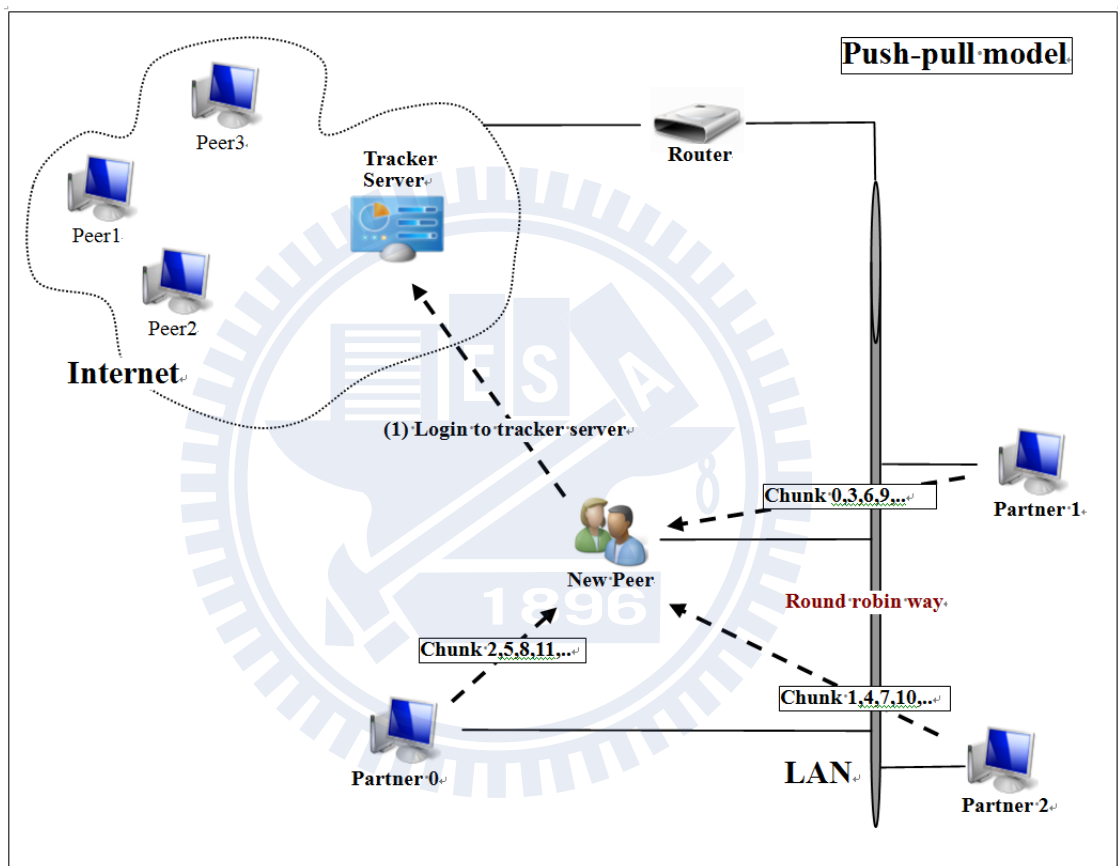 Push-pull model
Peer3
Router
Tracker
Server
Peer1
Peer2
Internet
(1) Login to tracker server
Chunk 0,3,6,9,..
Partner 1
New Peer
1896
Round robin way
Chunk 2,5,8,11,..
Chunk 1,4,7,10,..
LAN
Partner 0
Partner 2
E S A